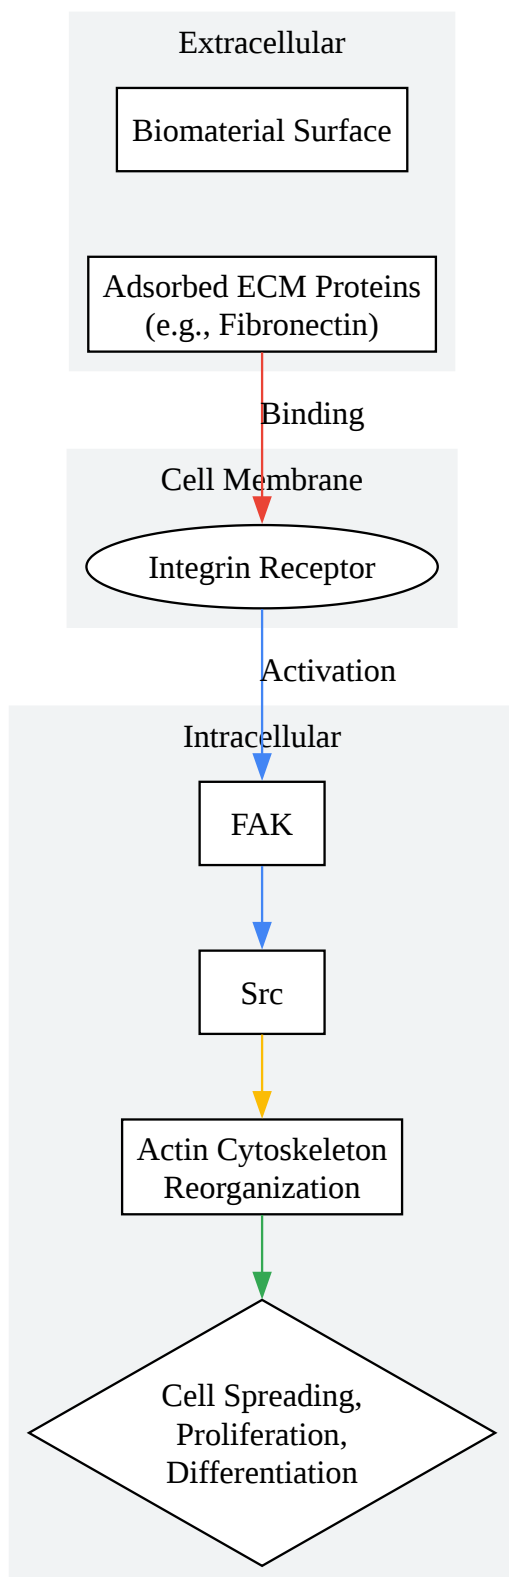 Extracellular
Biomaterial Surface
Adsorbed ECM Proteins
(e.g., Fibronectin)
Binding
Cell Membrane
Integrin Receptor
Activation
Intracellular
FAK
Src
Actin Cytoskeleton
Reorganization
Cell Spreading,
Proliferation,
Differentiation